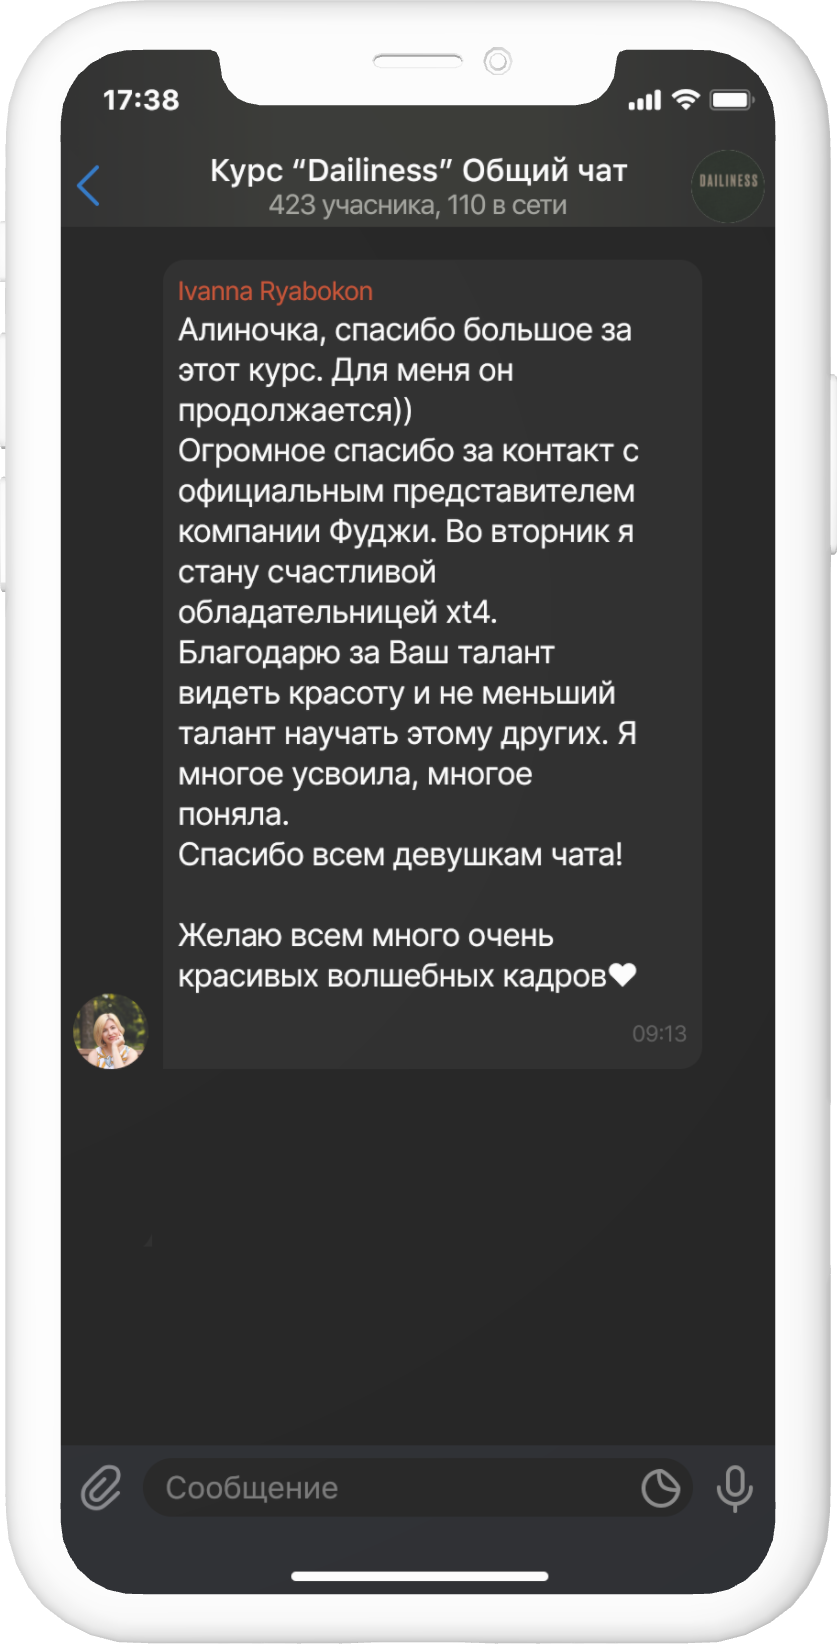 17:38
Курс “Dailiness” Общий чат
423 учасника, 110 в сети
DAILINESS
Ivanna Ryabokon
Алиночка, спасибо большое за
этот курс. Для меня он
продолжается))
Огромное спасибо за контакт с
официальным представителем
компании Фуджи. Во вторник я
стану счастливой
обладательницей xt4.
Благодарю за Ваш талант
видеть красоту и не меньший
талант научать этому других. Я
многое усвоила, многое
поняла.
Спасибо всем девушкам чата!
Желаю всем много очень
красивых волшебных кадров♥
09:13
Сообщение